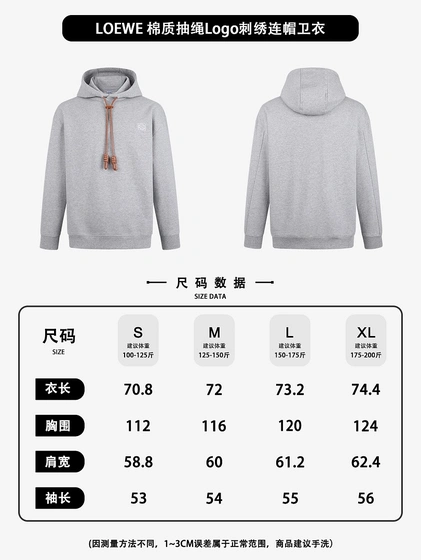 LOEWE 棉质抽绳Logo刺绣连帽卫衣
尺码数据
SIZE DATA
尺码 S M L XL
SIZE 建议体重 建议体重 建议体重 建议体重
100-125斤 125-150斤 150-175斤 175-200斤
衣长 70.8 72 73.2 74.4
胸围 112 116 120 124
肩宽 58.8 60 61.2 62.4
袖长 53 54 55 56
(因测量方法不同，1~3CM误差属于正常范围，商品建议手洗)